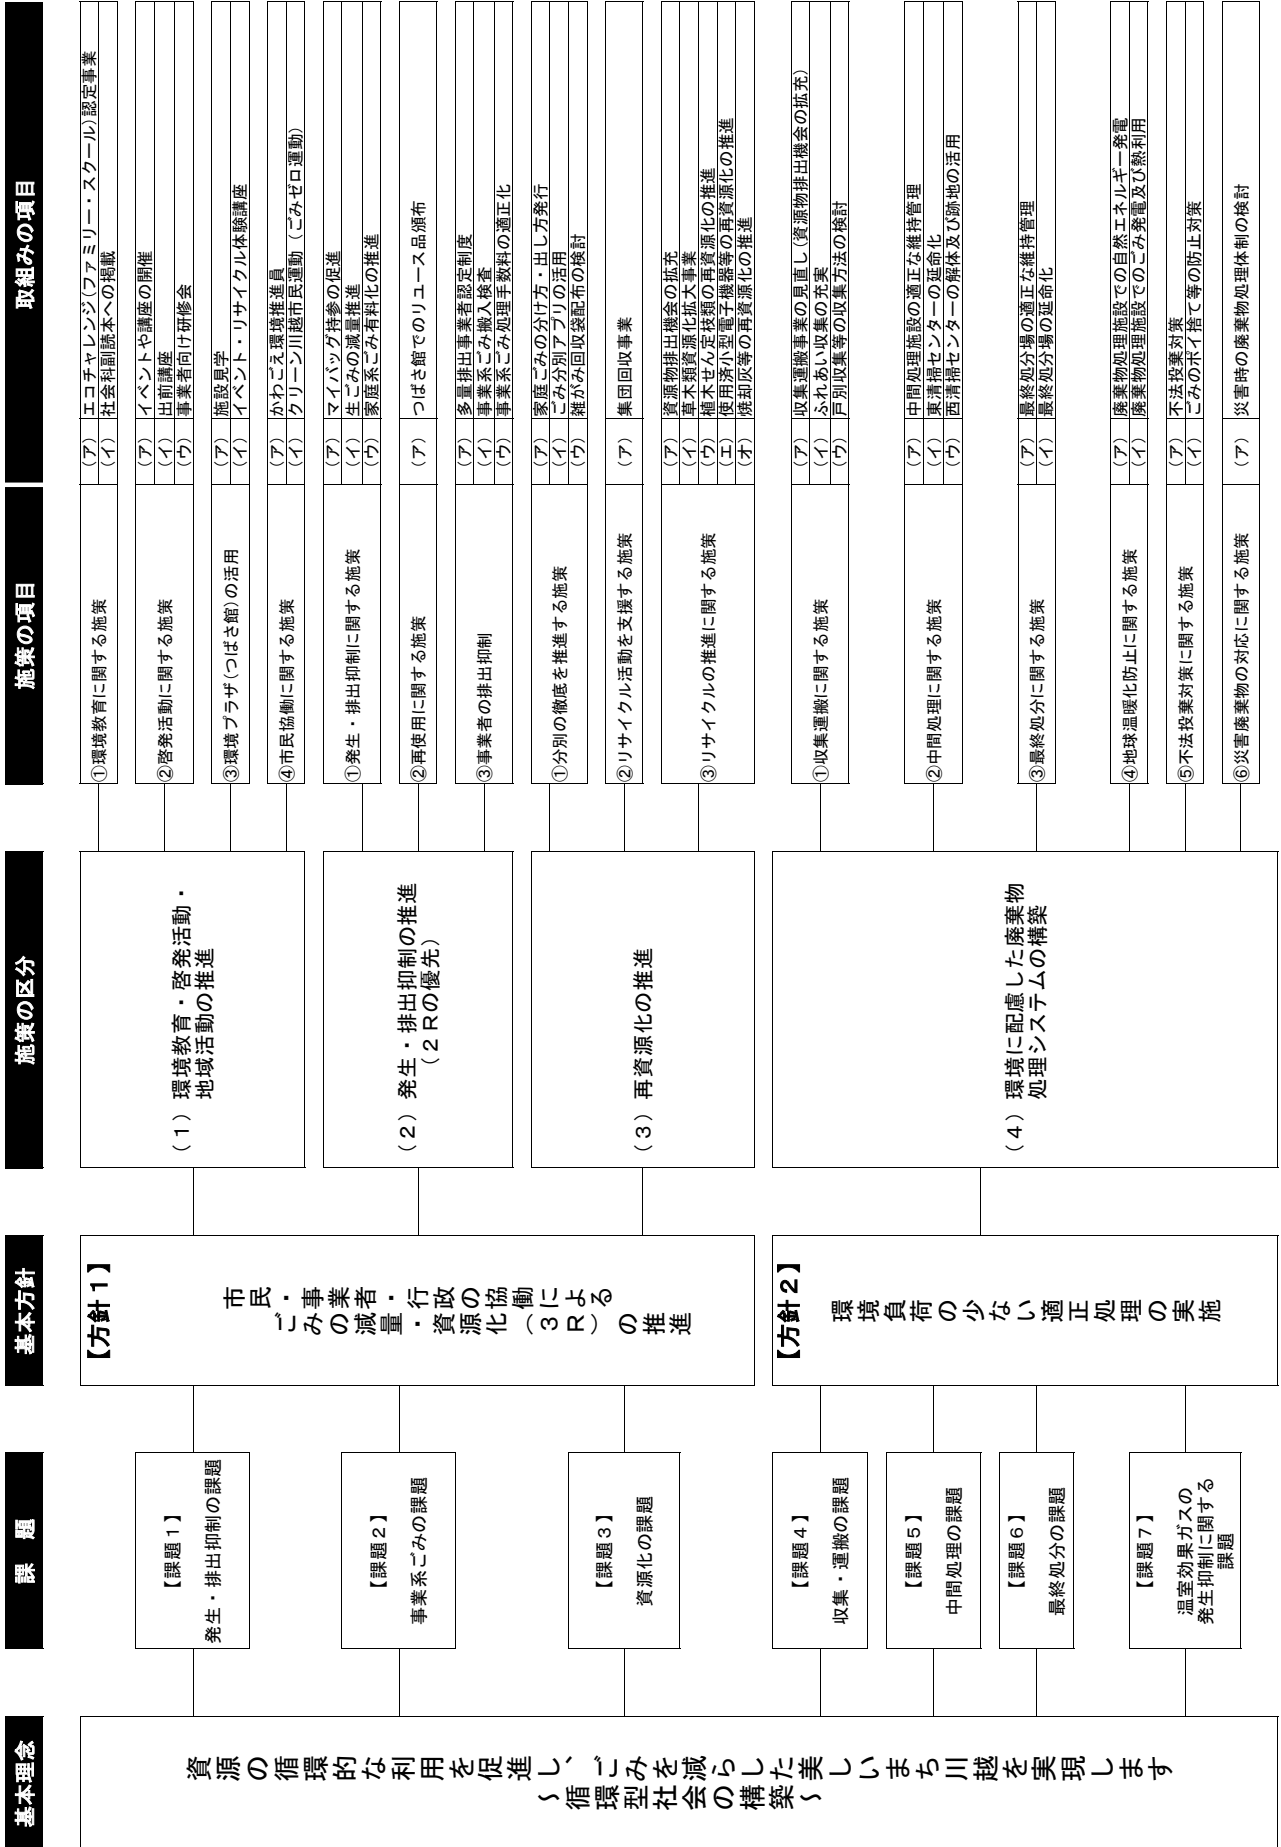 基本理念
課　題
基本方針
施策の区分
施策の項目
取組みの項目
資源の循環的な利用を促進し、ごみを減らした美しいまち川越を実現します
～循環型社会の構築～
【課題１】
発生・排出抑制の課題
【課題２】
事業系ごみの課題
【課題３】
資源化の課題
【課題４】
収集・運搬の課題
【課題５】
中間処理の課題
【課題６】
最終処分の課題
【課題７】
温室効果ガスの
発生抑制に関する
課題
【方針１】
市民・事業者・行政の協働による
ごみの減量・資源化（３Ｒ）の推進
【方針２】
環境負荷の少ない適正処理の実施
（１）環境教育・啓発活動・
地域活動の推進
（２）発生・排出抑制の推進
（２Ｒの優先）
（３）再資源化の推進
（４）環境に配慮した廃棄物
処理システムの構築
①環境教育に関する施策
（ア）エコチャレンジ（ファミリー・スクール）認定事業
（イ）社会科副読本への掲載
②啓発活動に関する施策
（ア）イベントや講座の開催
（イ）出前講座
（ウ）事業者向け研修会
③環境プラザ（つばさ館）の活用
（ア）施設見学
（イ）イベント・リサイクル体験講座
④市民協働に関する施策
（ア）かわごえ環境推進員
（イ）クリーン川越市民運動（ごみゼロ運動）
①発生・排出抑制に関する施策
（ア）マイバッグ持参の促進
（イ）生ごみの減量推進
（ウ）家庭系ごみ有料化の推進
②再使用に関する施策
（ア）つばさ館でのリユース品頒布
③事業者の排出抑制
（ア）多量排出事業者認定制度
（イ）事業系ごみ搬入検査
（ウ）事業系ごみ処理手数料の適正化
①分別の徹底を推進する施策
（ア）家庭ごみの分け方・出し方発行
（イ）ごみ分別アプリの活用
（ウ）雑がみ回収袋配布の検討
②リサイクル活動を支援する施策
（ア）集団回収事業
③リサイクルの推進に関する施策
（ア）資源物排出機会の拡充
（イ）草木類資源化拡大事業
（ウ）植木せん定枝類の再資源化の推進
（エ）使用済小型電子機器等の再資源化の推進
（オ）焼却灰等の再資源化の推進
①収集運搬に関する施策
（ア）収集運搬事業の見直し（資源物排出機会の拡充）
（イ）ふれあい収集の充実
（ウ）戸別収集等の収集方法の検討
②中間処理に関する施策
（ア）中間処理施設の適正な維持管理
（イ）東清掃センターの延命化
（ウ）西清掃センターの解体及び跡地の活用
③最終処分に関する施策
（ア）最終処分場の適正な維持管理
（イ）最終処分場の延命化
④地球温暖化防止に関する施策
（ア）廃棄物処理施設での自然エネルギー発電
（イ）廃棄物処理施設でのごみ発電及び熱利用
⑤不法投棄対策に関する施策
（ア）不法投棄対策
（イ）ごみのポイ捨て等の防止対策
⑥災害廃棄物の対応に関する施策
（ア）災害時の廃棄物処理体制の検討